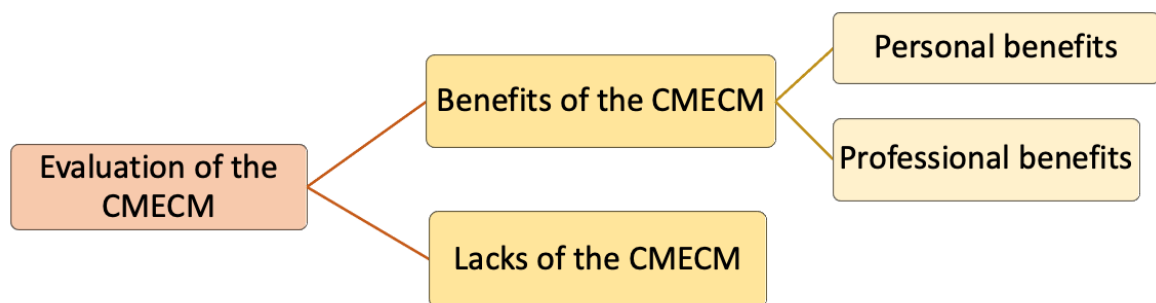 Evaluation of the
CMECM
Benefits of the CMECM
Personal benefits
Professional benefits
Lacks of the CMECM